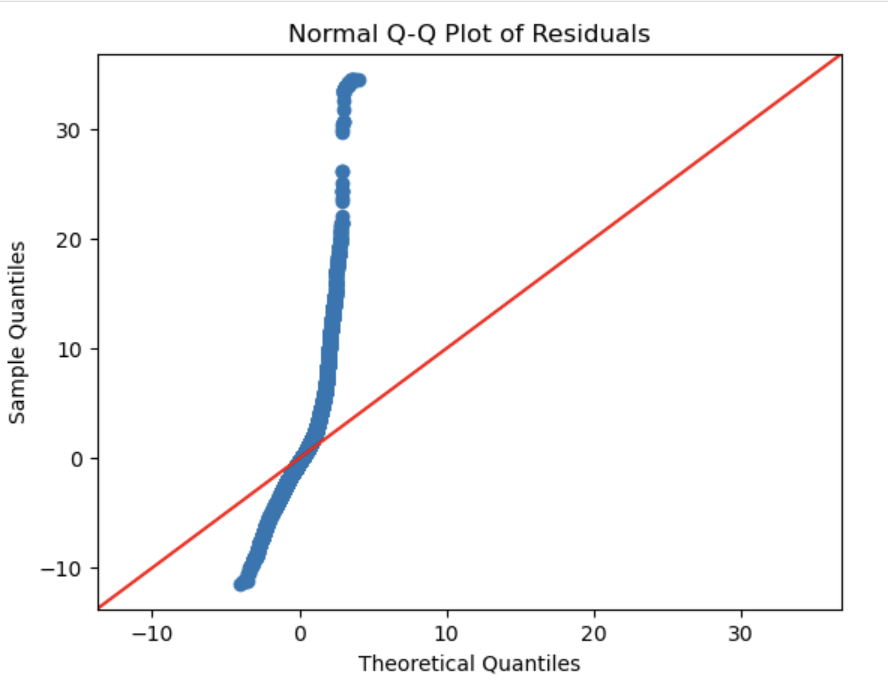 Normal Q-Q Plot of Residuals
Sample Quantiles
30
20
10
0
−10
−10 0 10 20 30
Theoretical Quantiles